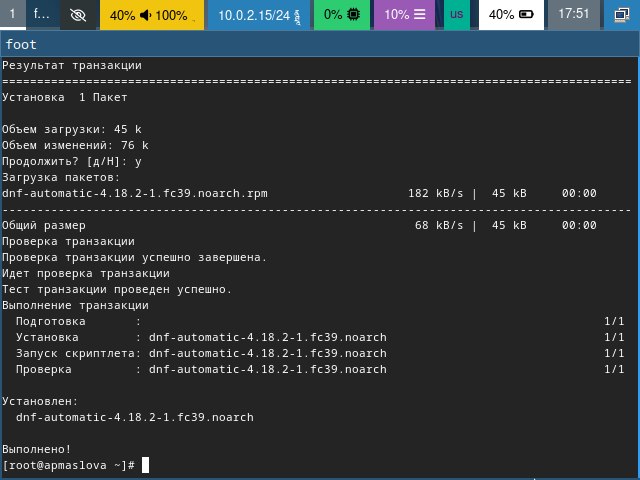 1 f... 40% 100% 10.0.2.15/24 0% 10% us 40% 17:51
foot
Результат транзакции
================================================================================
Установка  1 Пакет
Объем загрузки: 45 k
Объем изменений: 76 k
Продолжить? [д/Н]: y
Загрузка пакетов:
dnf-automatic-4.18.2-1.fc39.noarch.rpm 182 kB/s | 45 kB 00:00
--------------------------------------------------------------------------------
Общий размер 68 kB/s | 45 kB 00:00
Проверка транзакции
Проверка транзакции успешно завершена.
Идет проверка транзакции
Тест транзакции проведен успешно.
Выполнение транзакции
Подготовка : 1/1
Установка : dnf-automatic-4.18.2-1.fc39.noarch 1/1
Запуск скриптлета: dnf-automatic-4.18.2-1.fc39.noarch 1/1
Проверка : dnf-automatic-4.18.2-1.fc39.noarch 1/1
Установлен:
dnf-automatic-4.18.2-1.fc39.noarch
Выполнено!
[root@apmaslova ~]#